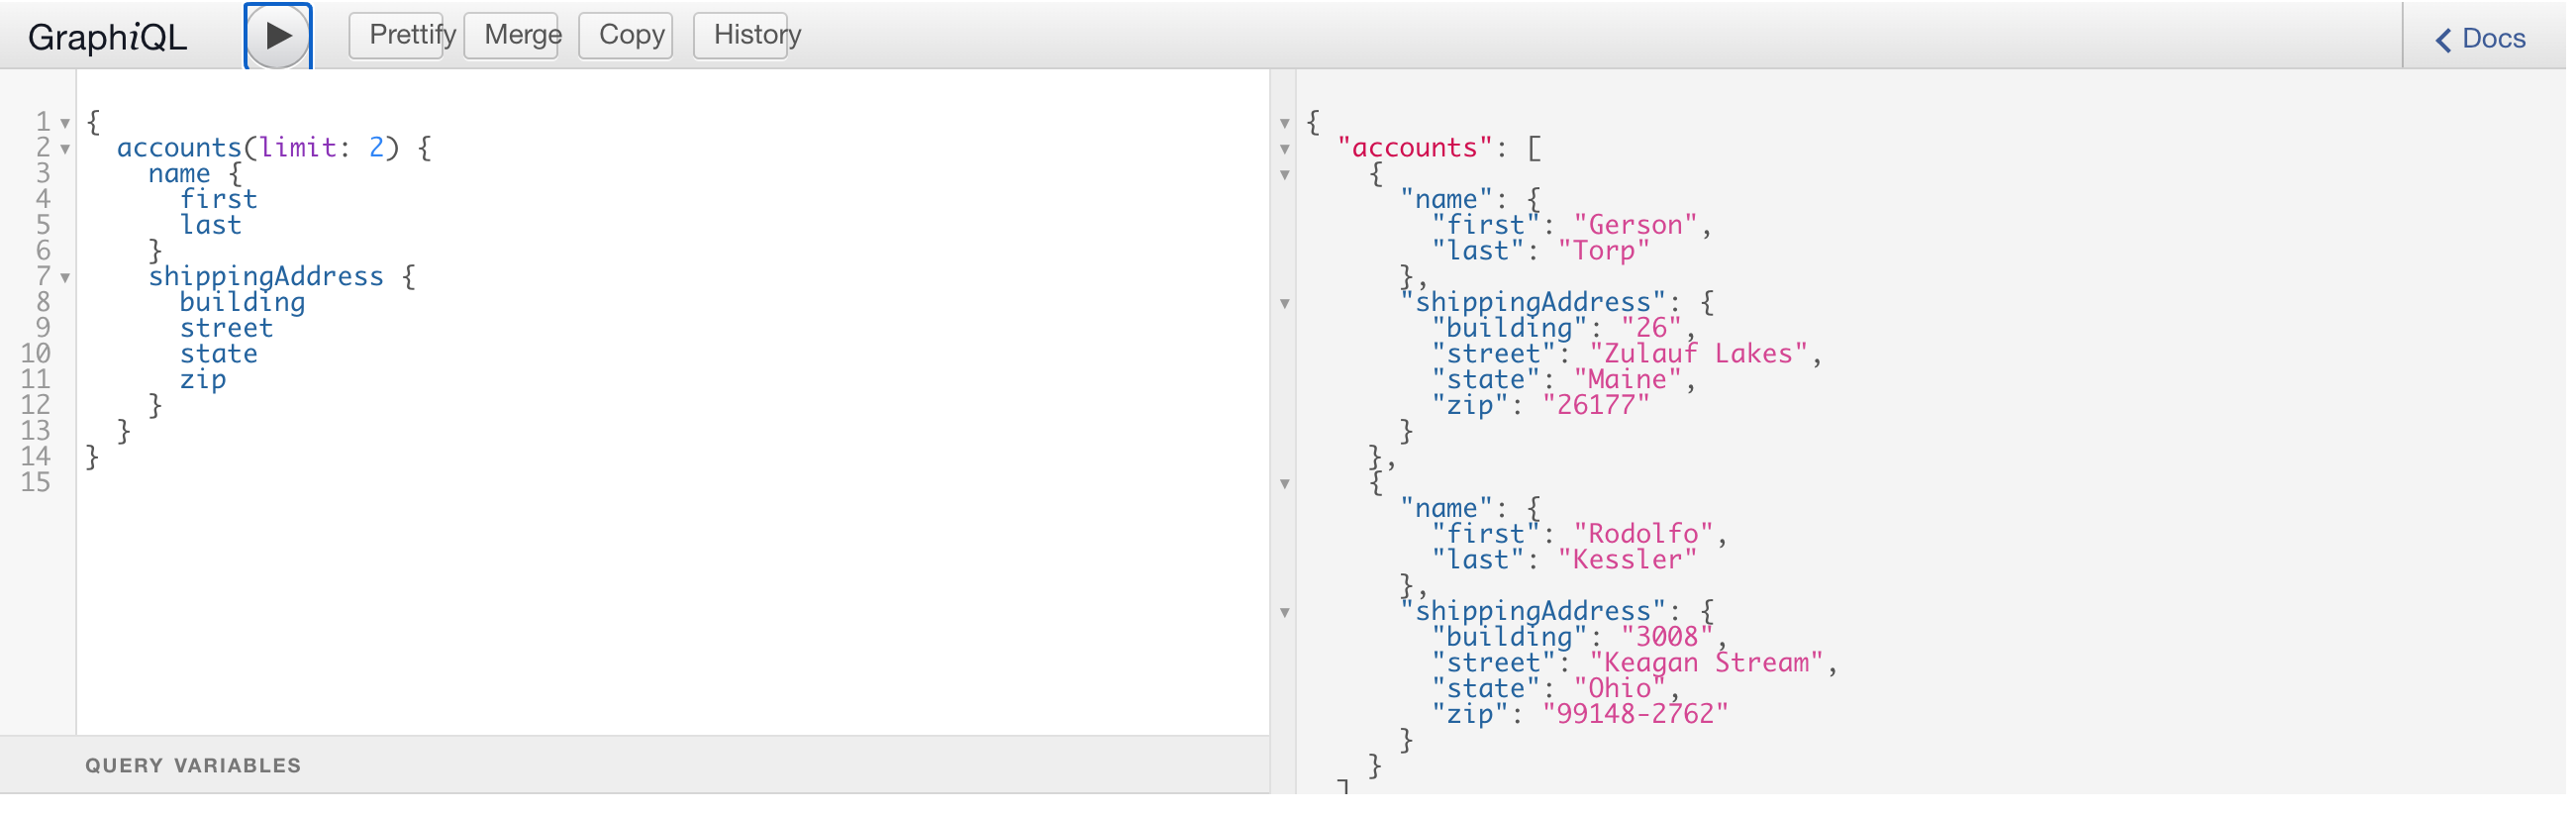 GraphiQL Prettify Merge Copy History Docs
1 {
2 accounts(limit: 2) {
3 name {
4 first
5 last
6 }
7 shippingAddress {
8 building
9 street
10 state
11 zip
12 }
13 }
14 }
15
QUERY VARIABLES
{
"accounts": [
{
"name": {
"first": "Gerson",
"last": "Torp"
},
"shippingAddress": {
"building": "26",
"street": "Zulauf Lakes",
"state": "Maine",
"zip": "26177"
}
},
{
"name": {
"first": "Rodolfo",
"last": "Kessler"
},
"shippingAddress": {
"building": "3008",
"street": "Keagan Stream",
"state": "Ohio",
"zip": "99148-2762"
}
}
]